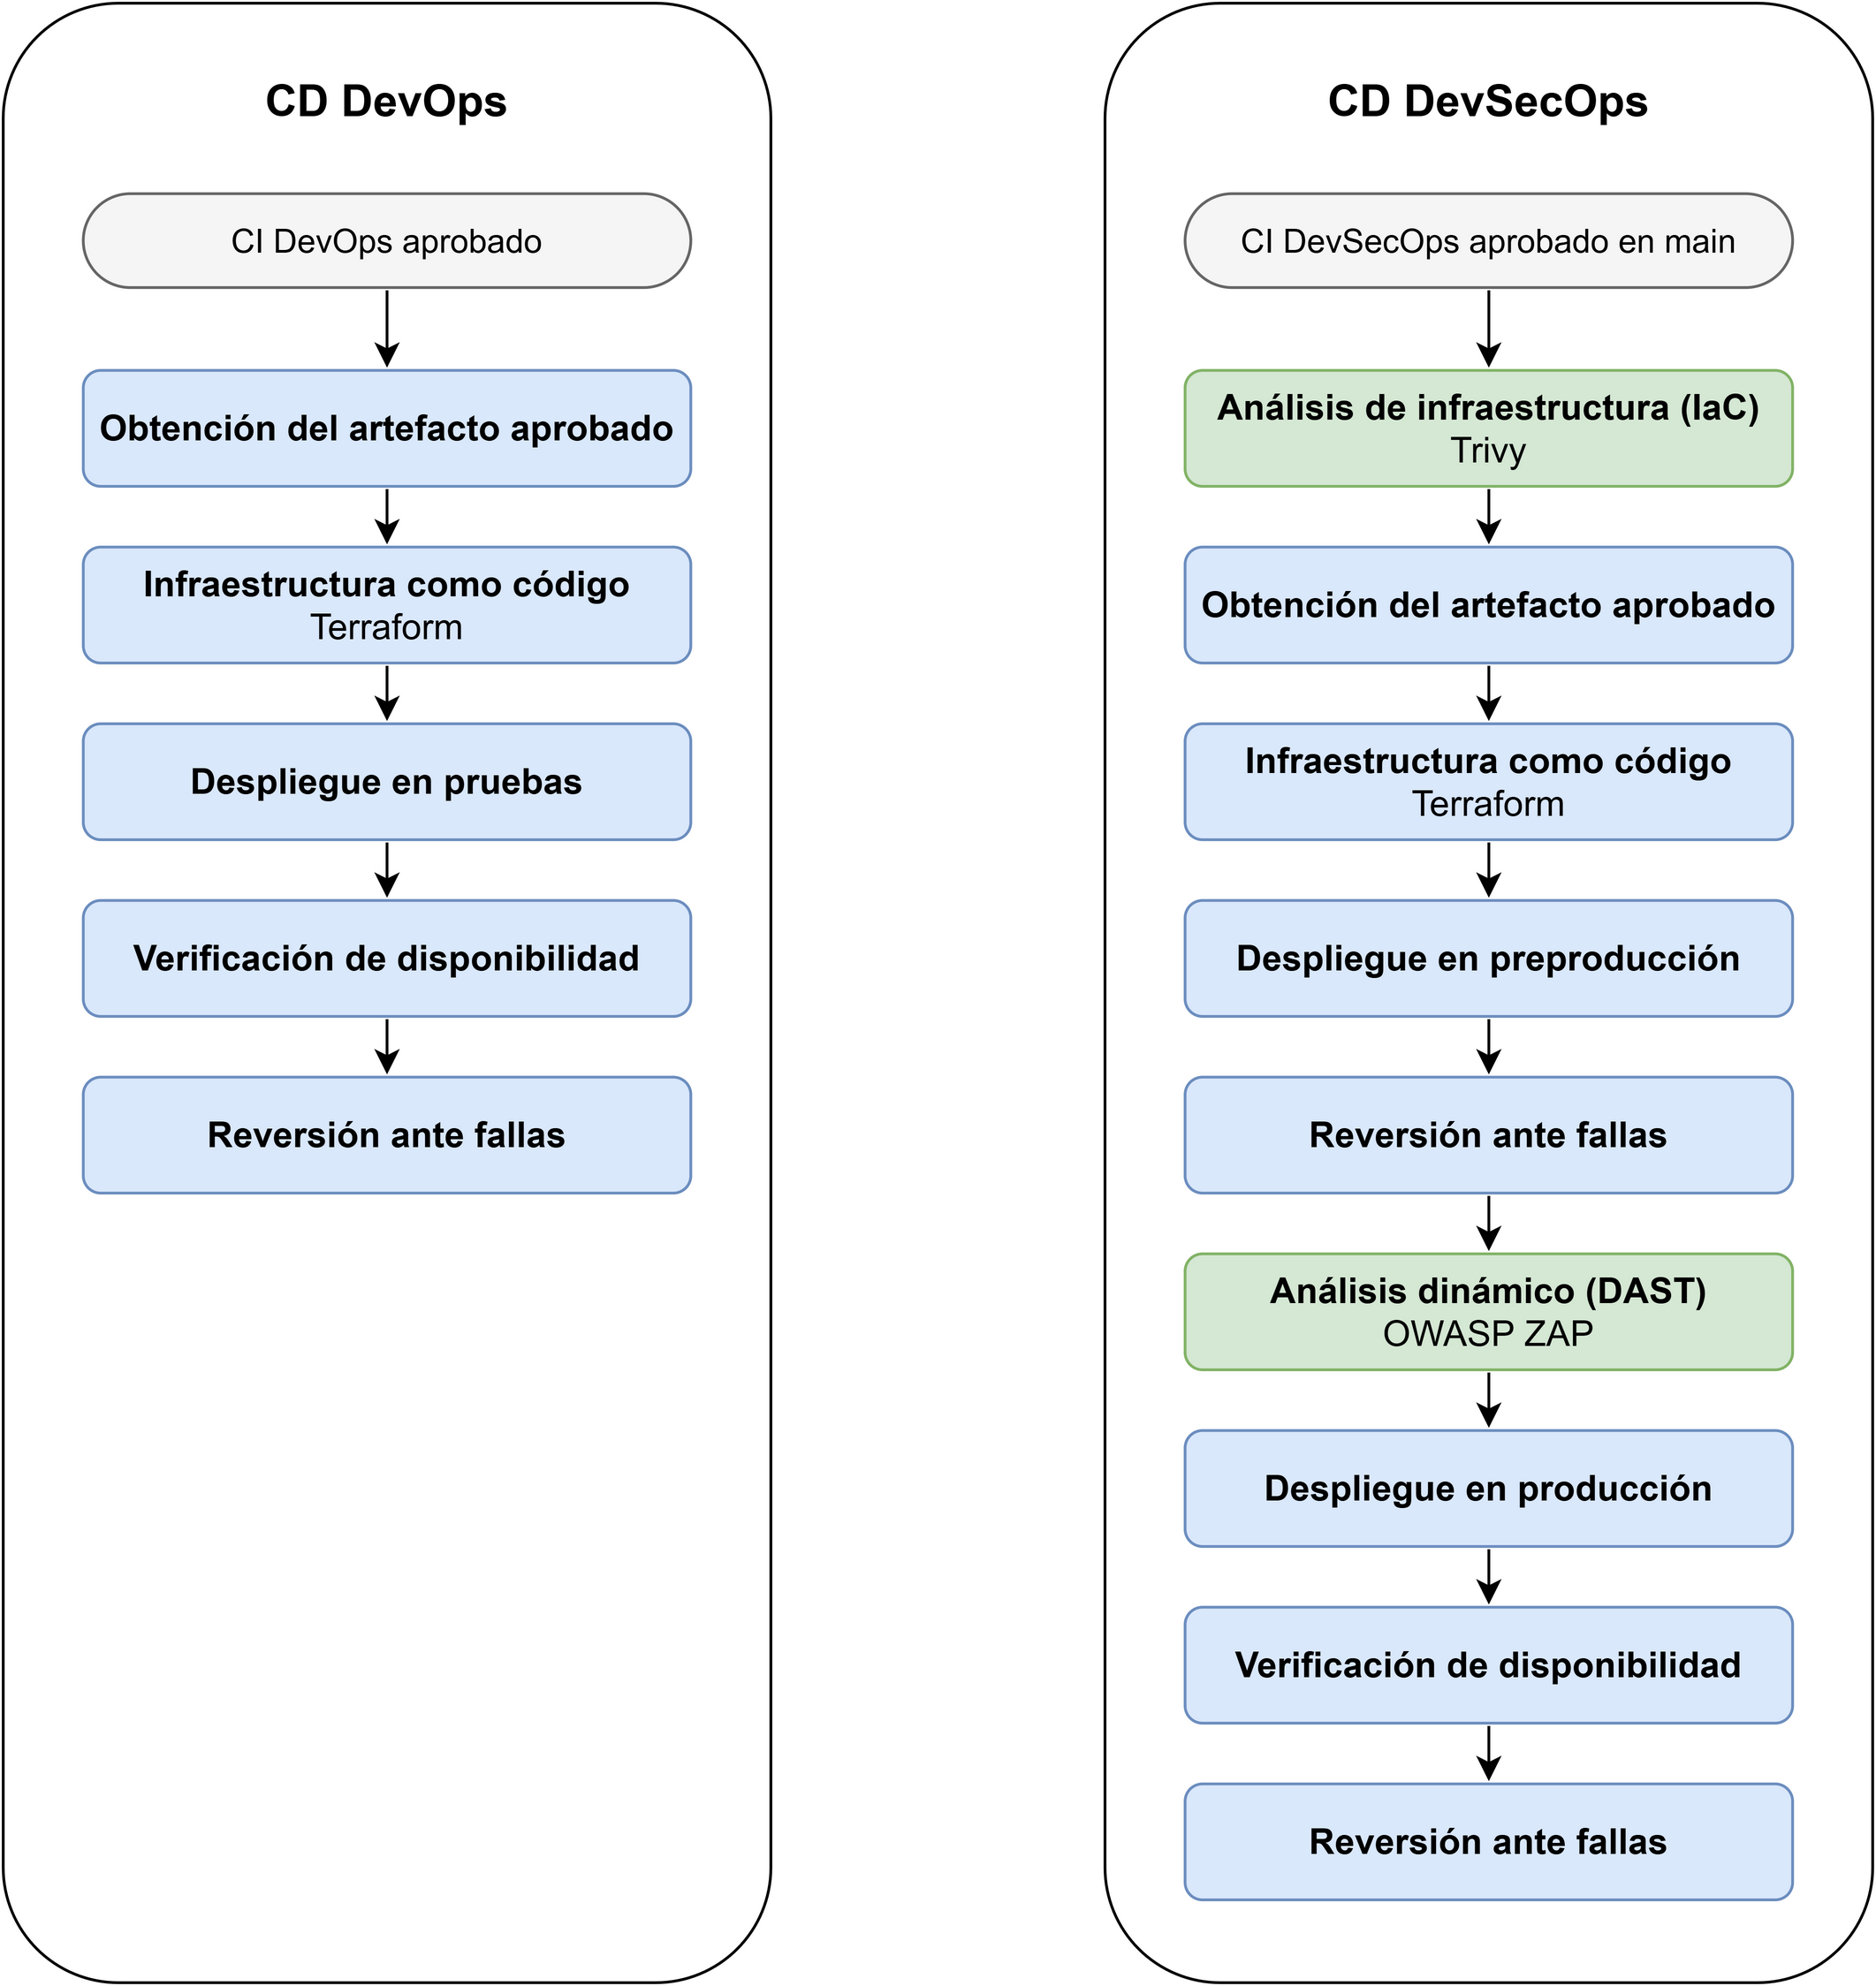 CD DevOps
CI DevOps aprobado
Obtención del artefacto aprobado
Infraestructura como código
Terraform
Despliegue en pruebas
Verificación de disponibilidad
Reversión ante fallas
CD DevSecOps
CI DevSecOps aprobado en main
Análisis de infraestructura (IaC)
Trivy
Obtención del artefacto aprobado
Infraestructura como código
Terraform
Despliegue en preproducción
Reversión ante fallas
Análisis dinámico (DAST)
OWASP ZAP
Despliegue en producción
Verificación de disponibilidad
Reversión ante fallas